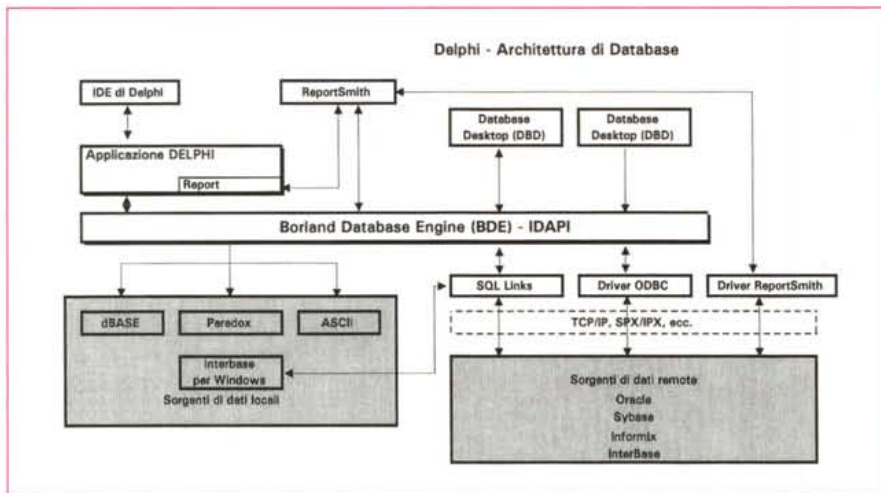 Delphi - Architettura di Database
IDE di Delphi
ReportSmith
Database
Desktop (DBD)
Database
Desktop (DBD)
Applicazione DELPHI
Report
Borland Database Engine (BDE) - IDAPI
SQL Links
Driver ODBC
Driver ReportSmith
dBASE
Paradox
ASCII
TCP/IP, SPX/IPX, ecc.
Interbase
per Windows
Sorgenti di dati locali
Sorgenti di dati remote
Oracle
Sybase
Informix
InterBase